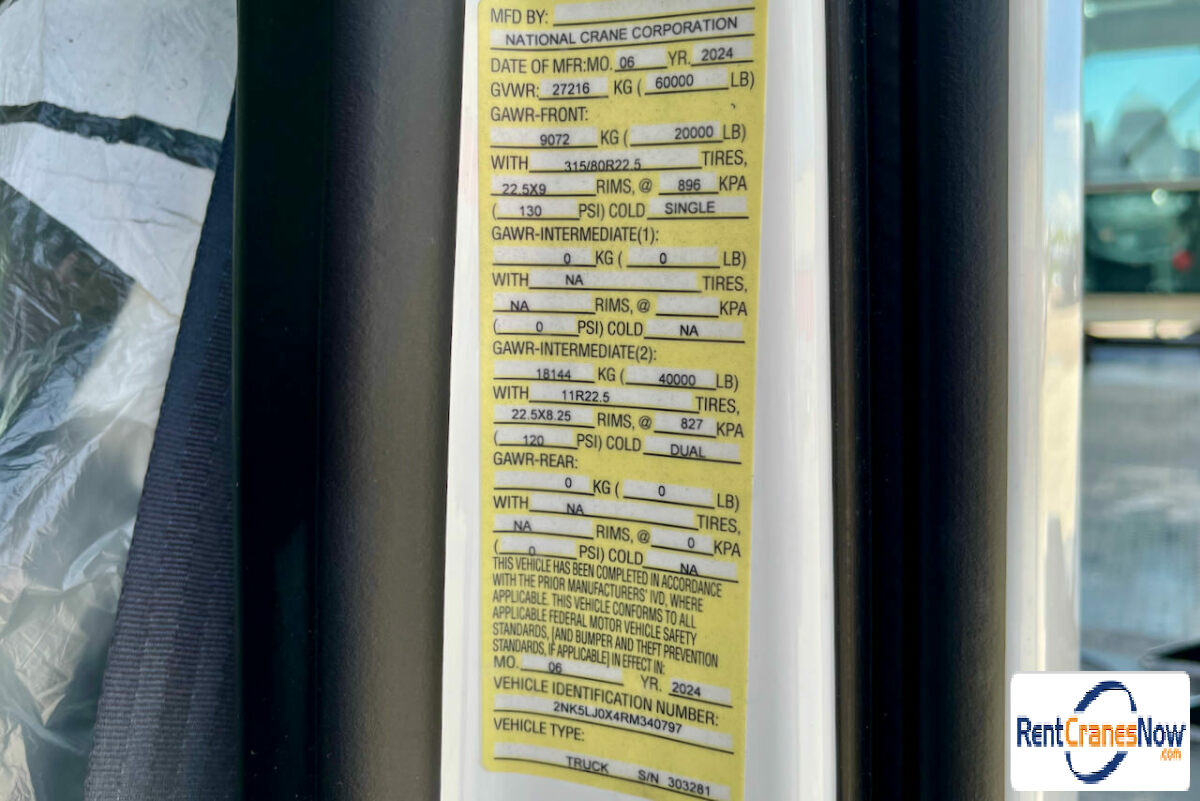 MFD BY:
NATIONAL CRANE CORPORATION
DATE OF MFR:MO. 06 YR. 2024
GVWR: 27216 KG ( 60000 LB)
GAWR-FRONT:
9072 KG ( 20000 LB)
WITH 315/80R22.5 TIRES,
22.5X9 RIMS, @ 896 KPA
( 130 PSI) COLD SINGLE
GAWR-INTERMEDIATE(1):
0 KG ( 0 LB)
WITH NA TIRES,
NA RIMS, @ KPA
( 0 PSI) COLD NA
GAWR-INTERMEDIATE(2):
18144 KG ( 40000 LB)
WITH 11R22.5 TIRES,
22.5X8.25 RIMS, @ 827 KPA
( 120 PSI) COLD DUAL
GAWR-REAR:
0 KG ( 0 LB)
WITH NA TIRES,
NA RIMS, @ 0 KPA
( 0 PSI) COLD NA
THIS VEHICLE HAS BEEN COMPLETED IN ACCORDANCE
WITH THE PRIOR MANUFACTURERS' IVD, WHERE
APPLICABLE. THIS VEHICLE CONFORMS TO ALL
APPLICABLE FEDERAL MOTOR VEHICLE SAFETY
STANDARDS, [AND BUMPER AND THEFT PREVENTION
STANDARDS, IF APPLICABLE] IN EFFECT IN:
MO. 06 YR. 2024
VEHICLE IDENTIFICATION NUMBER:
2NK5LJ0X4RM340797
VEHICLE TYPE:
TRUCK S/N 303281
RentCranesNow
.com